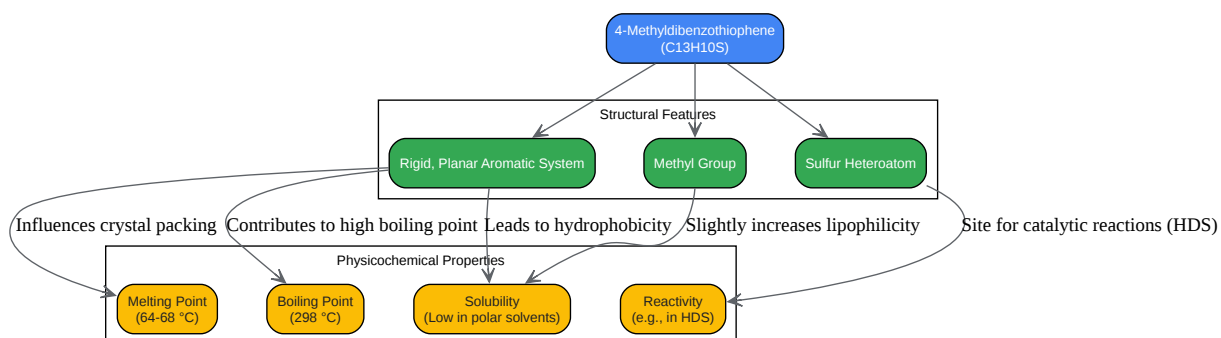 4-Methyldibenzothiophene
(C13H10S)
Structural Features
Rigid, Planar Aromatic System
Methyl Group
Sulfur Heteroatom
Influences crystal packing
Contributes to high boiling point
Leads to hydrophobicity
Slightly increases lipophilicity
Site for catalytic reactions (HDS)
Physicochemical Properties
Melting Point
(64-68 °C)
Boiling Point
(298 °C)
Solubility
(Low in polar solvents)
Reactivity
(e.g., in HDS)